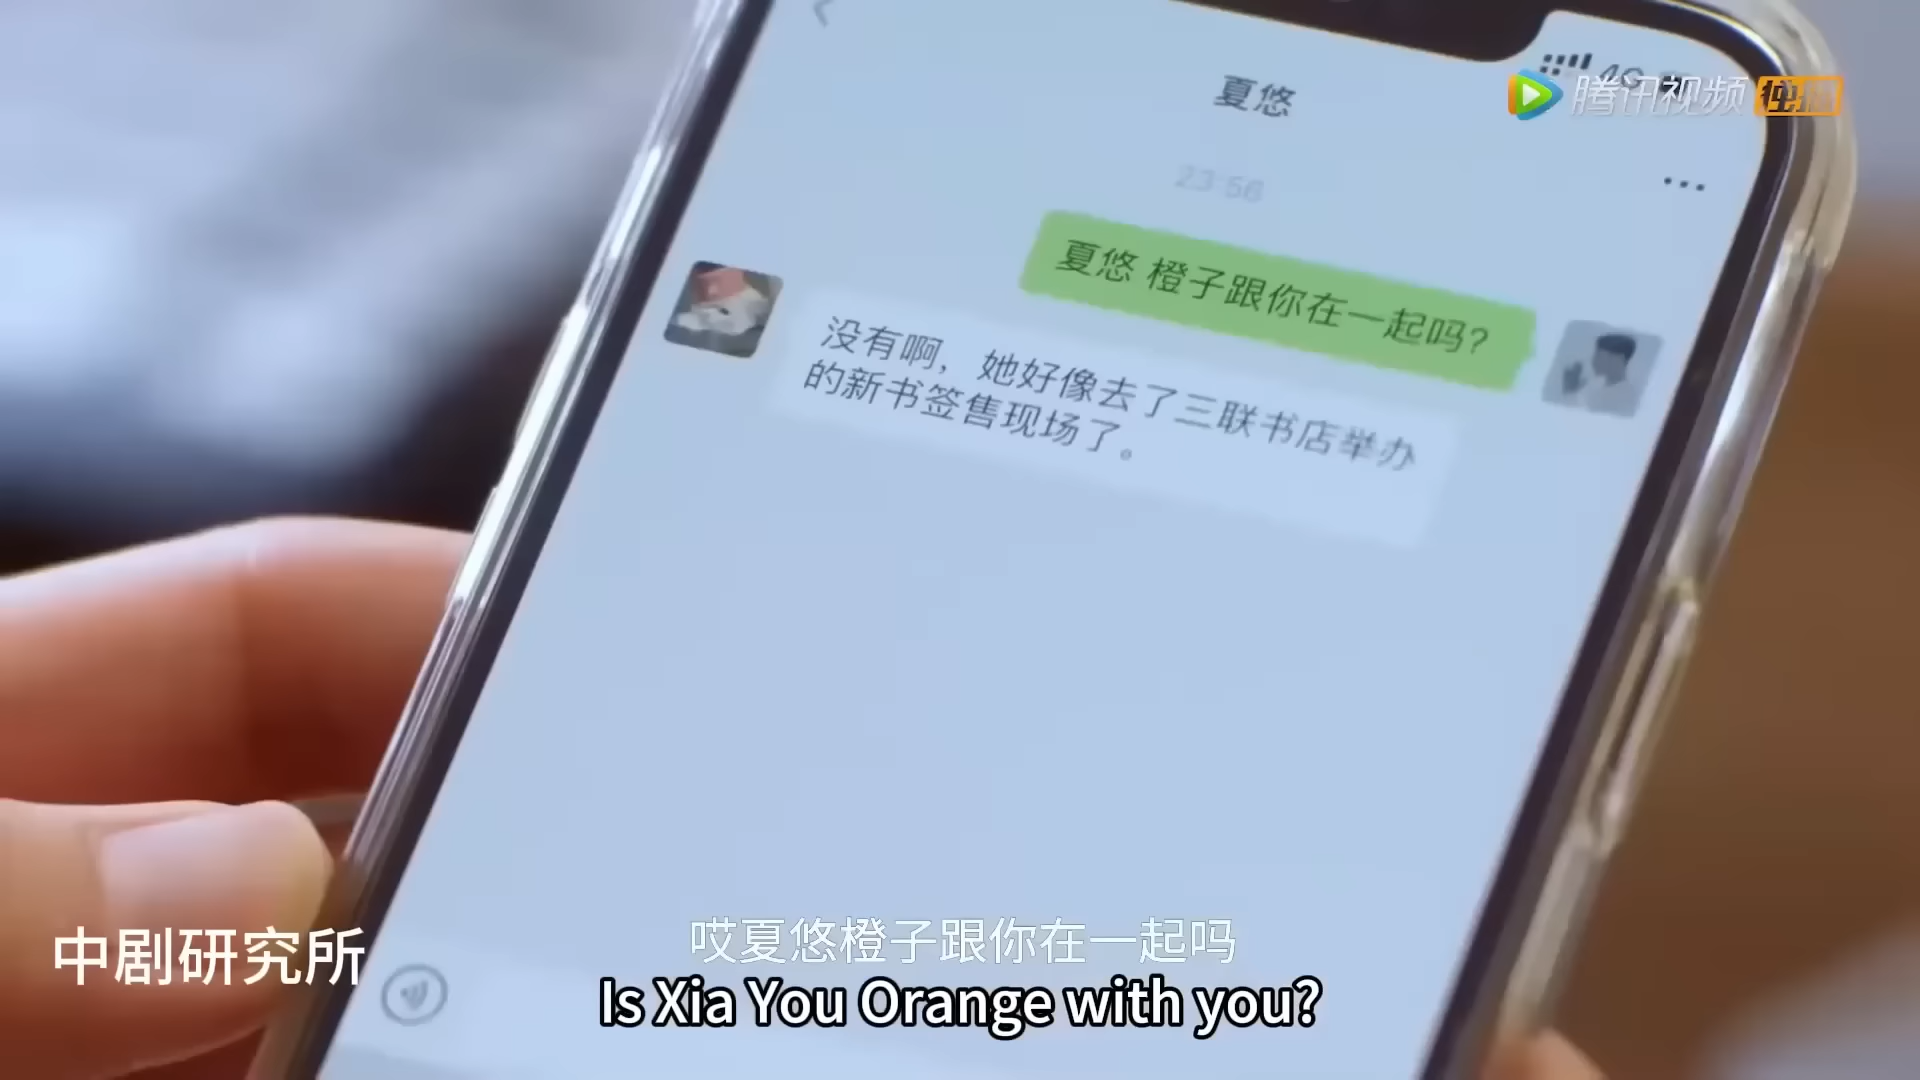 4G
腾讯视频
夏悠
23:56
夏悠 橙子跟你在一起吗?
没有啊，她好像去了三联书店举办
的新书签售现场了。
哎夏悠橙子跟你在一起吗
Is Xia You Orange with you?
中剧研究所